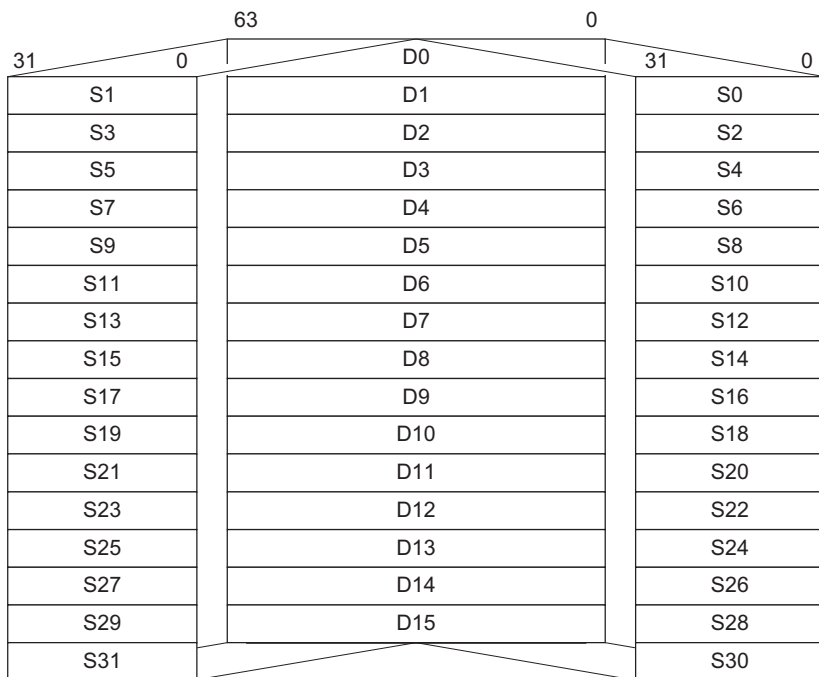 63 0
D0
31 0 31 0
S1 D1 S0
S3 D2 S2
S5 D3 S4
S7 D4 S6
S9 D5 S8
S11 D6 S10
S13 D7 S12
S15 D8 S14
S17 D9 S16
S19 D10 S18
S21 D11 S20
S23 D12 S22
S25 D13 S24
S27 D14 S26
S29 D15 S28
S31 S30